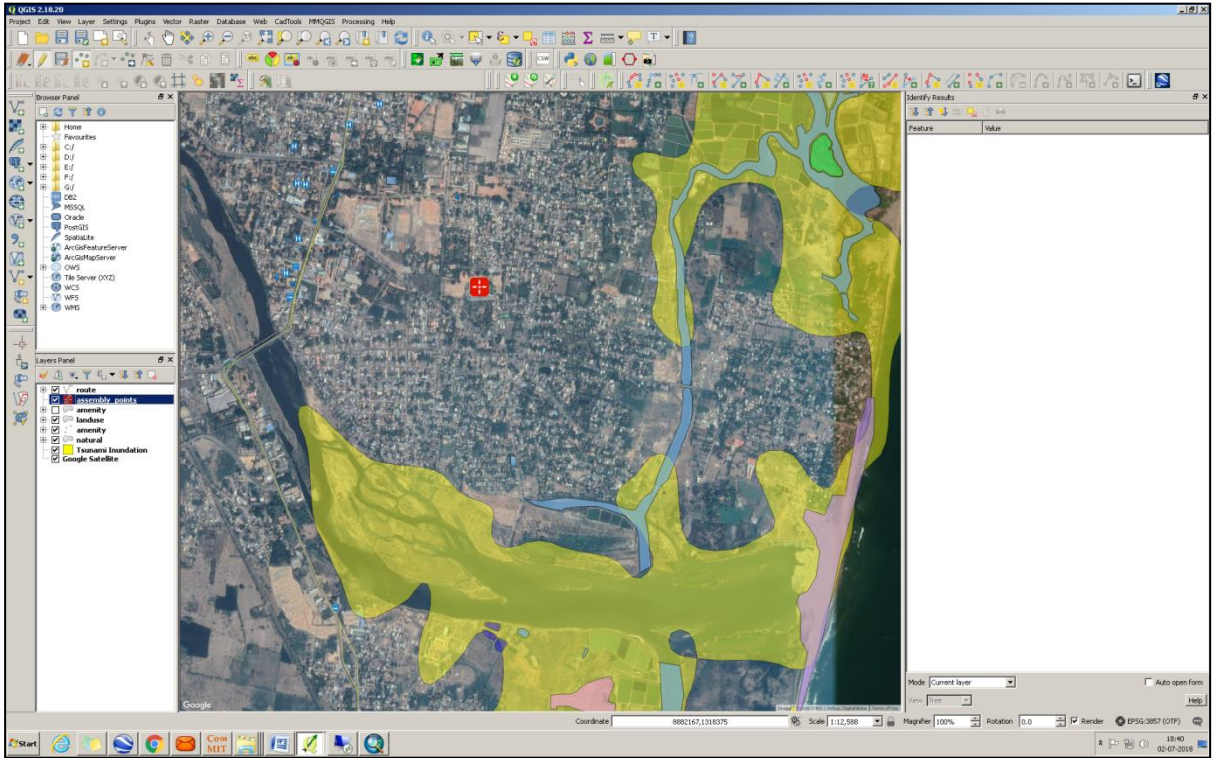 QGIS 2.18.20
Project Edit View Layer Settings Plugins Vector Raster Database Web CadTools MMQGIS Processing Help
CSW
Browser Panel
Home
Favourites
C:/
D:/
E:/
F:/
G:/
DB2
MSSQL
Oracle
PostGIS
SpatiaLite
ArcGisFeatureServer
ArcGisMapServer
OWS
Tile Server (XYZ)
WCS
WFS
WMS
Layers Panel
route
assembly_points
amenity
landuse
amenity
natural
Tsunami Inundation
Google Satellite
H
H
H H
H
H
Google
Identify Results
Feature Value
Mode Current layer Auto open form
View Tree Help
Coordinate 8882167,1318375 Scale 1:12,588 Magnifier 100% Rotation 0.0 Render (OTF)
Start Com MIT 18:40
02-07-2018